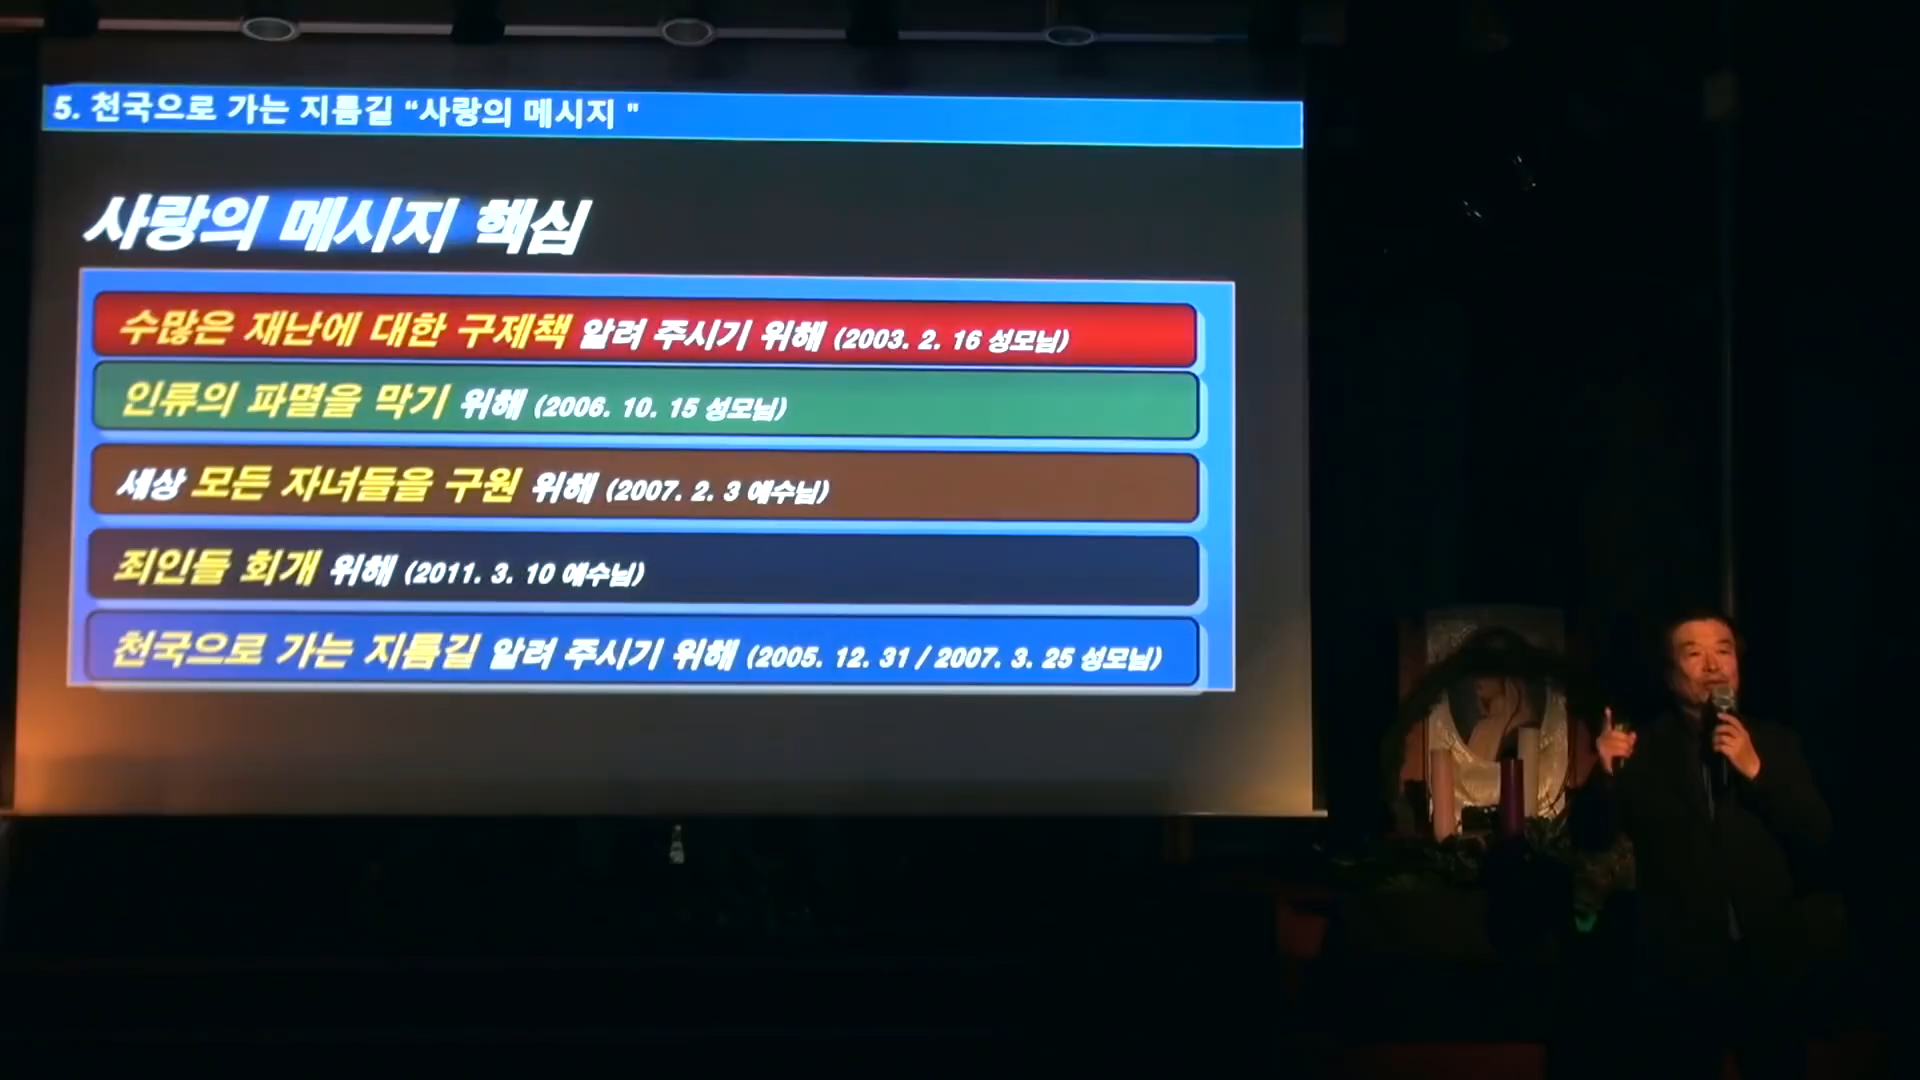 5. 천국으로 가는 지름길 “사랑의 메시지 "
사랑의 메시지 핵심
수많은 재난에 대한 구제책 알려 주시기 위해 (2003. 2. 16 성모님)
인류의 파멸을 막기 위해 (2006. 10. 15 성모님)
세상 모든 자녀들을 구원 위해 (2007. 2. 3 예수님)
죄인들 회개 위해 (2011. 3. 10 예수님)
천국으로 가는 지름길 알려 주시기 위해 (2005. 12. 31 / 2007. 3. 25 성모님)